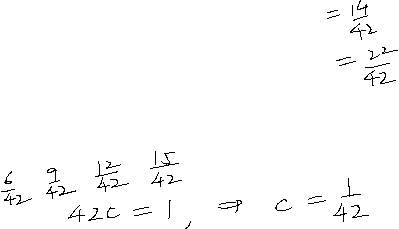 = 14/42
= 22/42
6/42 9/42 12/42 15/42
42c = 1, ⇒ c = 1/42